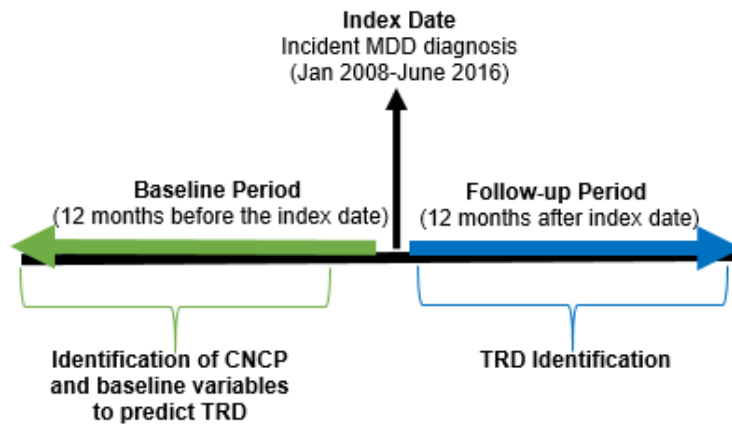 Index Date
Incident MDD diagnosis
(Jan 2008-June 2016)
Baseline Period
(12 months before the index date)
Follow-up Period
(12 months after index date)
Identification of CNCP
and baseline variables
to predict TRD
TRD Identification